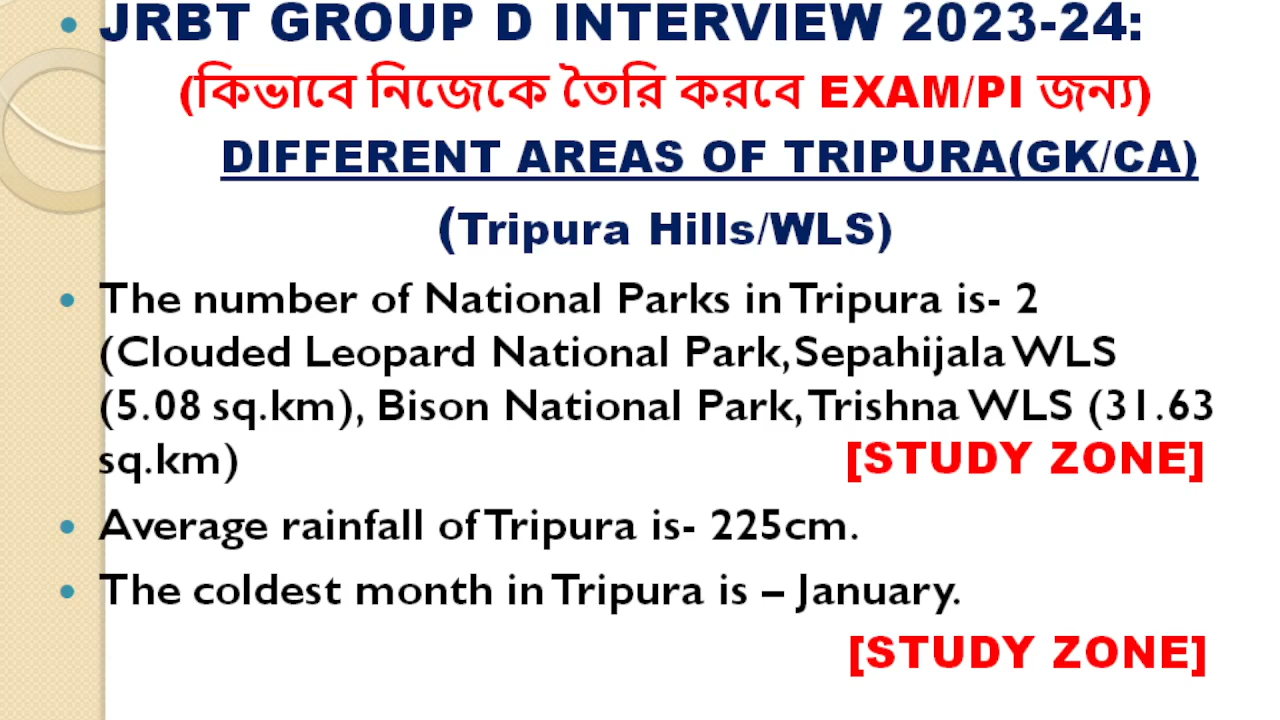 • JRBT GROUP D INTERVIEW 2023-24:
(কিভাবে নিজেকে তৈরি করবে EXAM/PI জন্য)
DIFFERENT AREAS OF TRIPURA(GK/CA)
(Tripura Hills/WLS)
• The number of National Parks in Tripura is- 2
(Clouded Leopard National Park,Sepahijala WLS
(5.08 sq.km), Bison National Park,Trishna WLS (31.63
sq.km) [STUDY ZONE]
• Average rainfall of Tripura is- 225cm.
• The coldest month in Tripura is – January.
[STUDY ZONE]